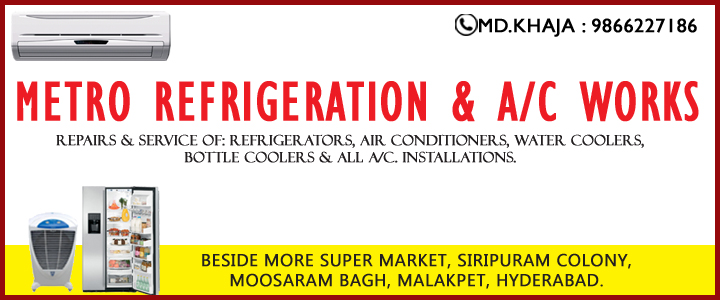 MD.KHAJA : 9866227186
METRO REFRIGERATION & A/C WORKS
REPAIRS & SERVICE OF: REFRIGERATORS, AIR CONDITIONERS, WATER COOLERS,
BOTTLE COOLERS & ALL A/C. INSTALLATIONS.
BESIDE MORE SUPER MARKET, SIRIPURAM COLONY,
MOOSARAM BAGH, MALAKPET, HYDERABAD.